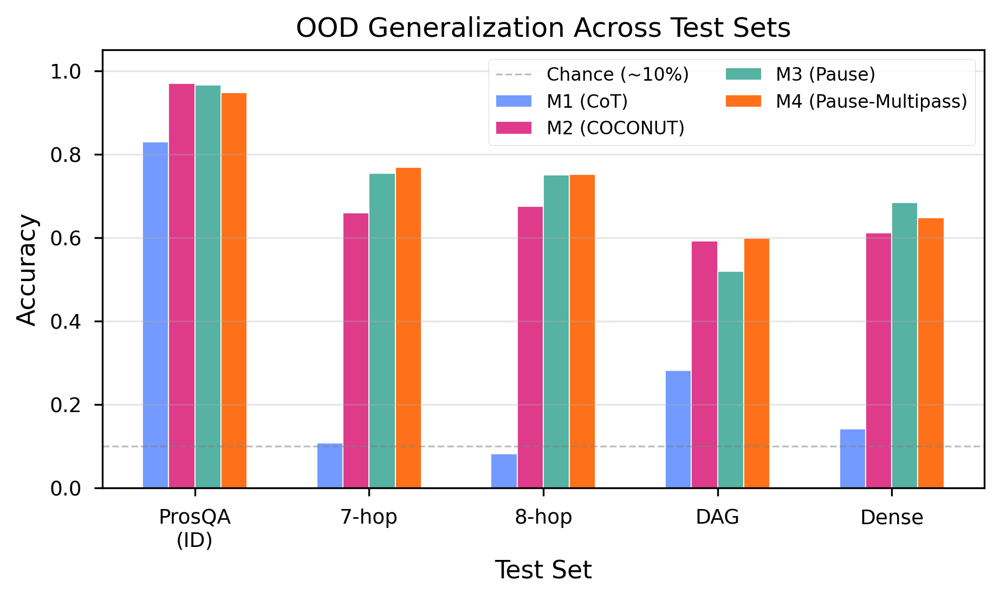 OOD Generalization Across Test Sets
Chance (~10%)
M1 (CoT)
M2 (COCONUT)
M3 (Pause)
M4 (Pause-Multipass)
Accuracy
1.0
0.8
0.6
0.4
0.2
0.0
ProsQA
(ID)
7-hop
8-hop
DAG
Dense
Test Set